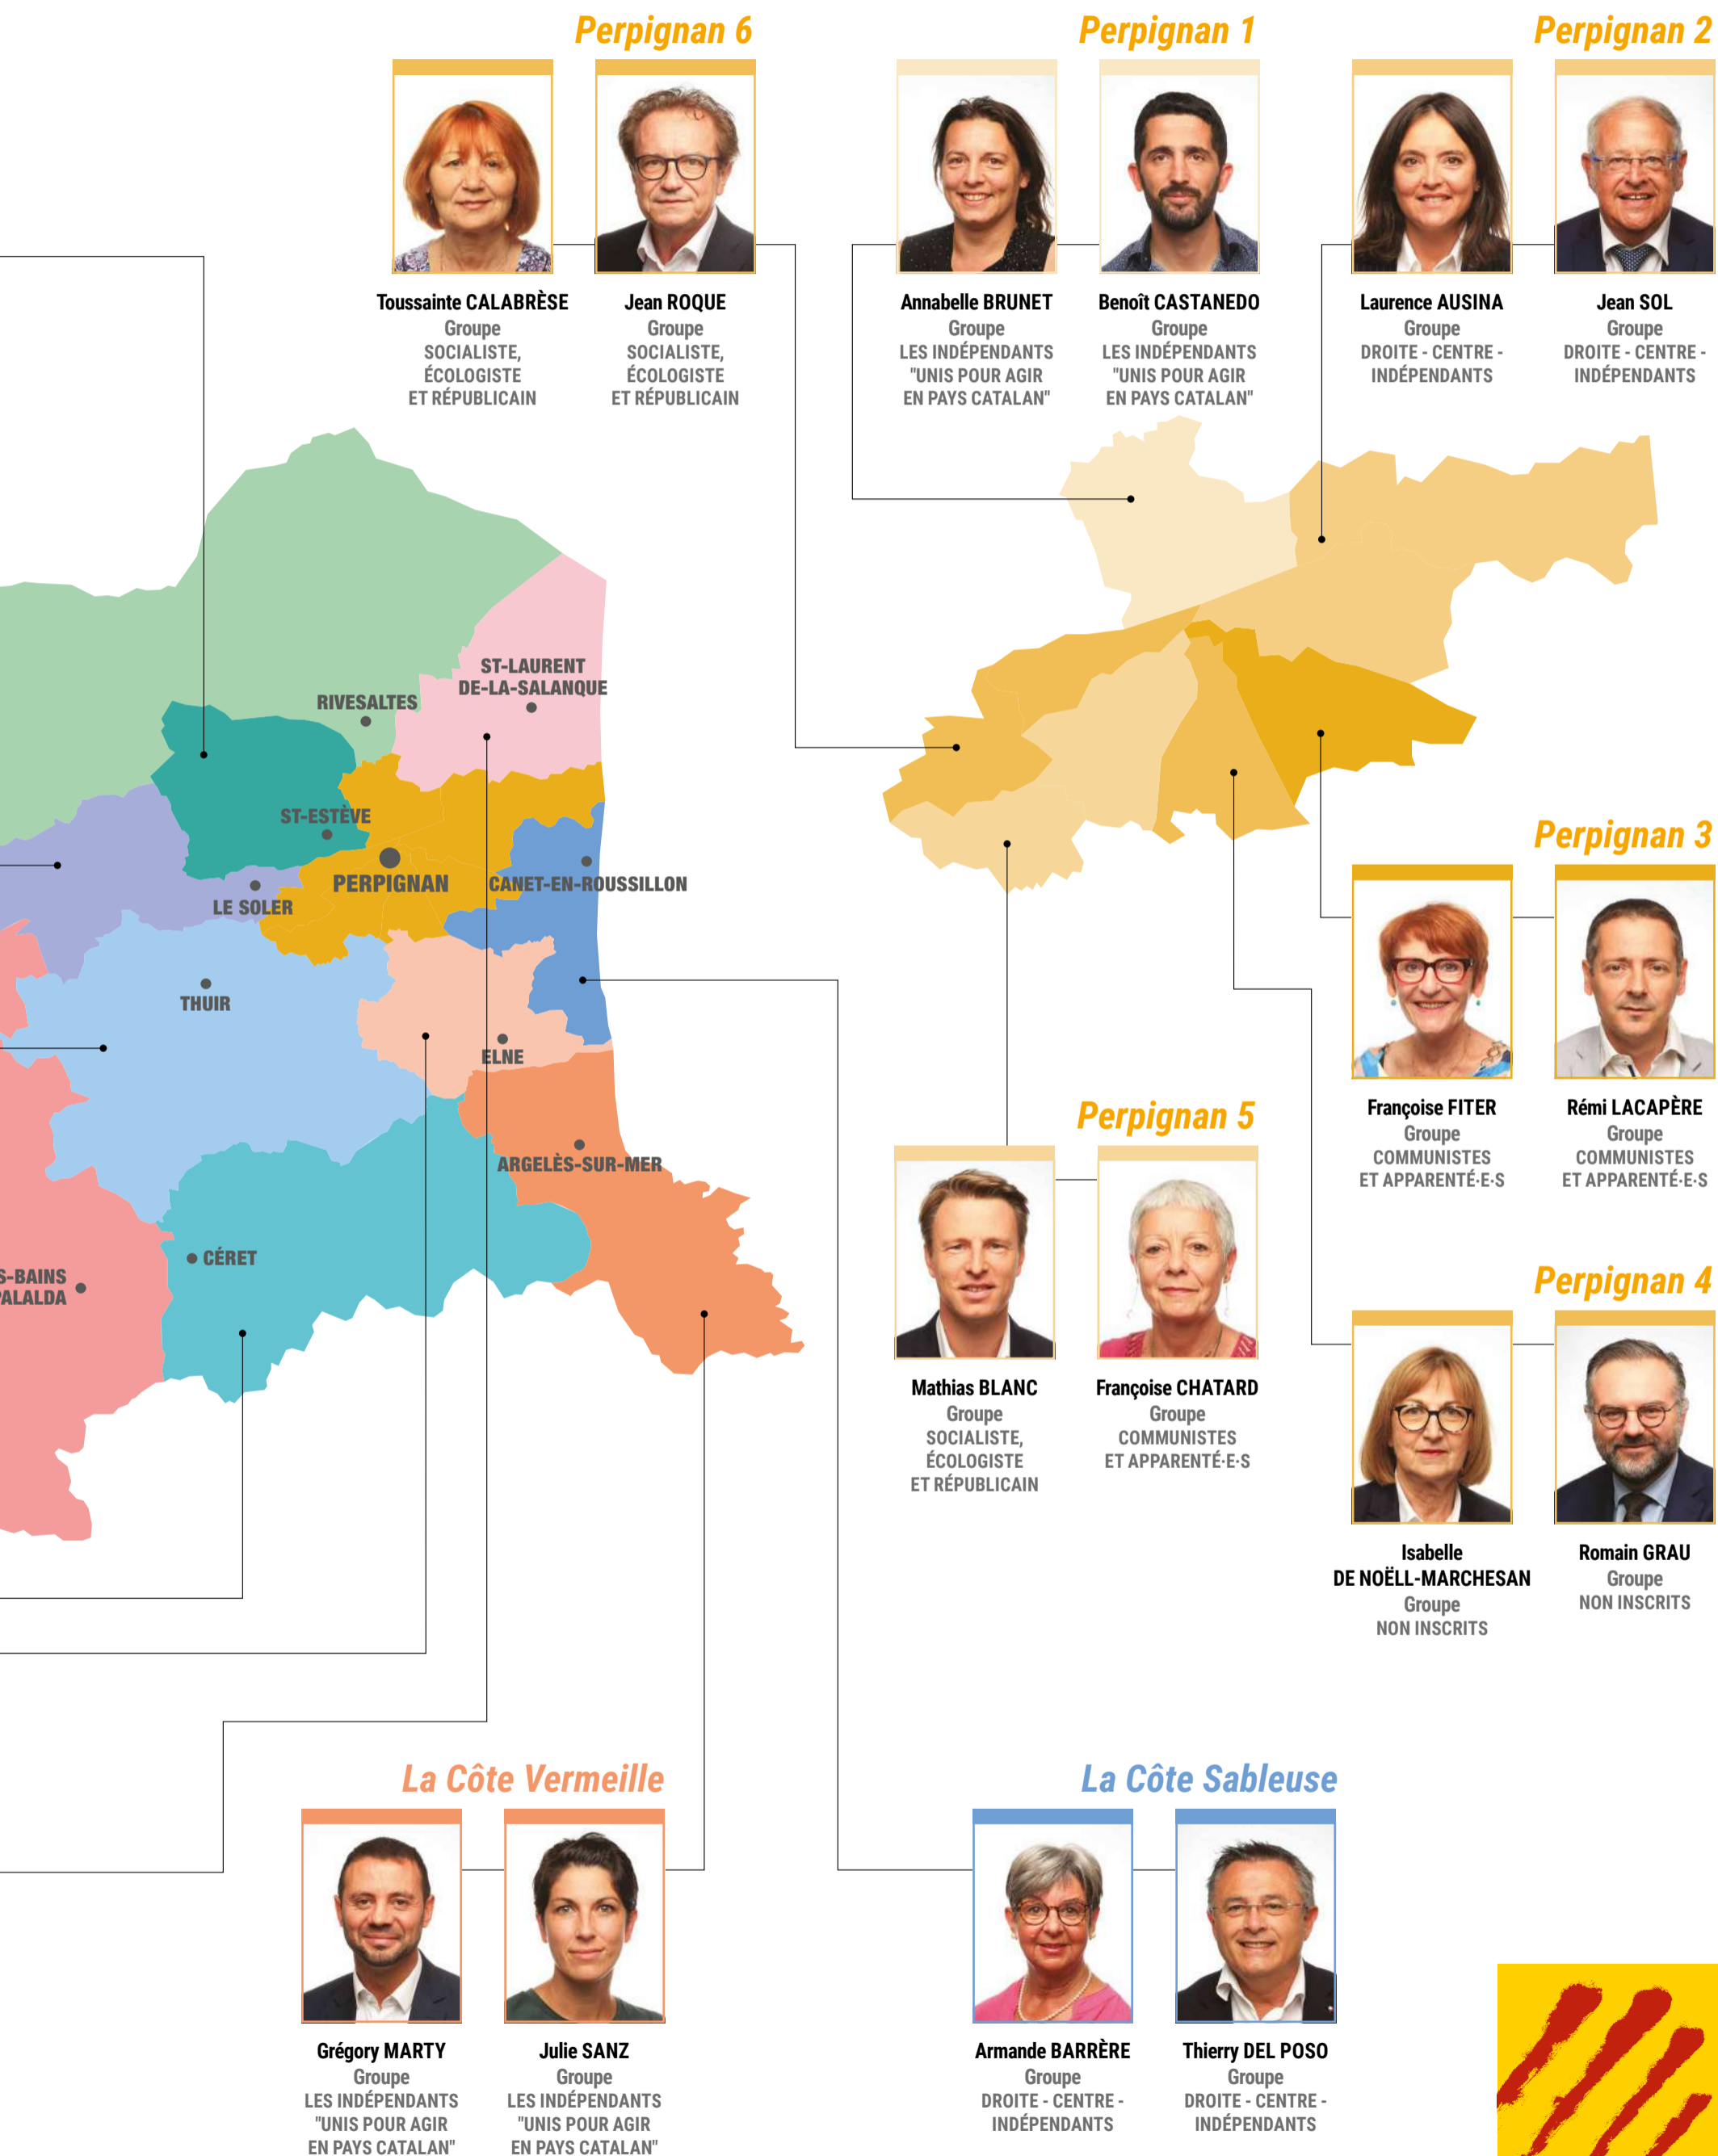 Perpignan 6
Toussainte CALABRÈSE
Groupe
SOCIALISTE,
ÉCOLOGISTE
ET RÉPUBLICAIN
Jean ROQUE
Groupe
SOCIALISTE,
ÉCOLOGISTE
ET RÉPUBLICAIN
Perpignan 1
Annabelle BRUNET
Groupe
LES INDÉPENDANTS
"UNIS POUR AGIR
EN PAYS CATALAN"
Benoît CASTANEDO
Groupe
LES INDÉPENDANTS
"UNIS POUR AGIR
EN PAYS CATALAN"
Perpignan 2
Laurence AUSINA
Groupe
DROITE - CENTRE -
INDÉPENDANTS
Jean SOL
Groupe
DROITE - CENTRE -
INDÉPENDANTS
ST-LAURENT
DE-LA-SALANQUE
RIVESALTES
ST-ESTÈVE
PERPIGNAN
CANET-EN-ROUSSILLON
LE SOLER
THUIR
ELNE
ARGELÈS-SUR-MER
CÉRET
S-BAINS
PALALDA
Perpignan 3
Françoise FITER
Groupe
COMMUNISTES
ET APPARENTÉ·E·S
Rémi LACAPÈRE
Groupe
COMMUNISTES
ET APPARENTÉ·E·S
Perpignan 5
Mathias BLANC
Groupe
SOCIALISTE,
ÉCOLOGISTE
ET RÉPUBLICAIN
Françoise CHATARD
Groupe
COMMUNISTES
ET APPARENTÉ·E·S
Perpignan 4
Isabelle
DE NOËLL-MARCHESAN
Groupe
NON INSCRITS
Romain GRAU
Groupe
NON INSCRITS
La Côte Vermeille
Grégory MARTY
Groupe
LES INDÉPENDANTS
"UNIS POUR AGIR
EN PAYS CATALAN"
Julie SANZ
Groupe
LES INDÉPENDANTS
"UNIS POUR AGIR
EN PAYS CATALAN"
La Côte Sableuse
Armande BARRÈRE
Groupe
DROITE - CENTRE -
INDÉPENDANTS
Thierry DEL POSO
Groupe
DROITE - CENTRE -
INDÉPENDANTS